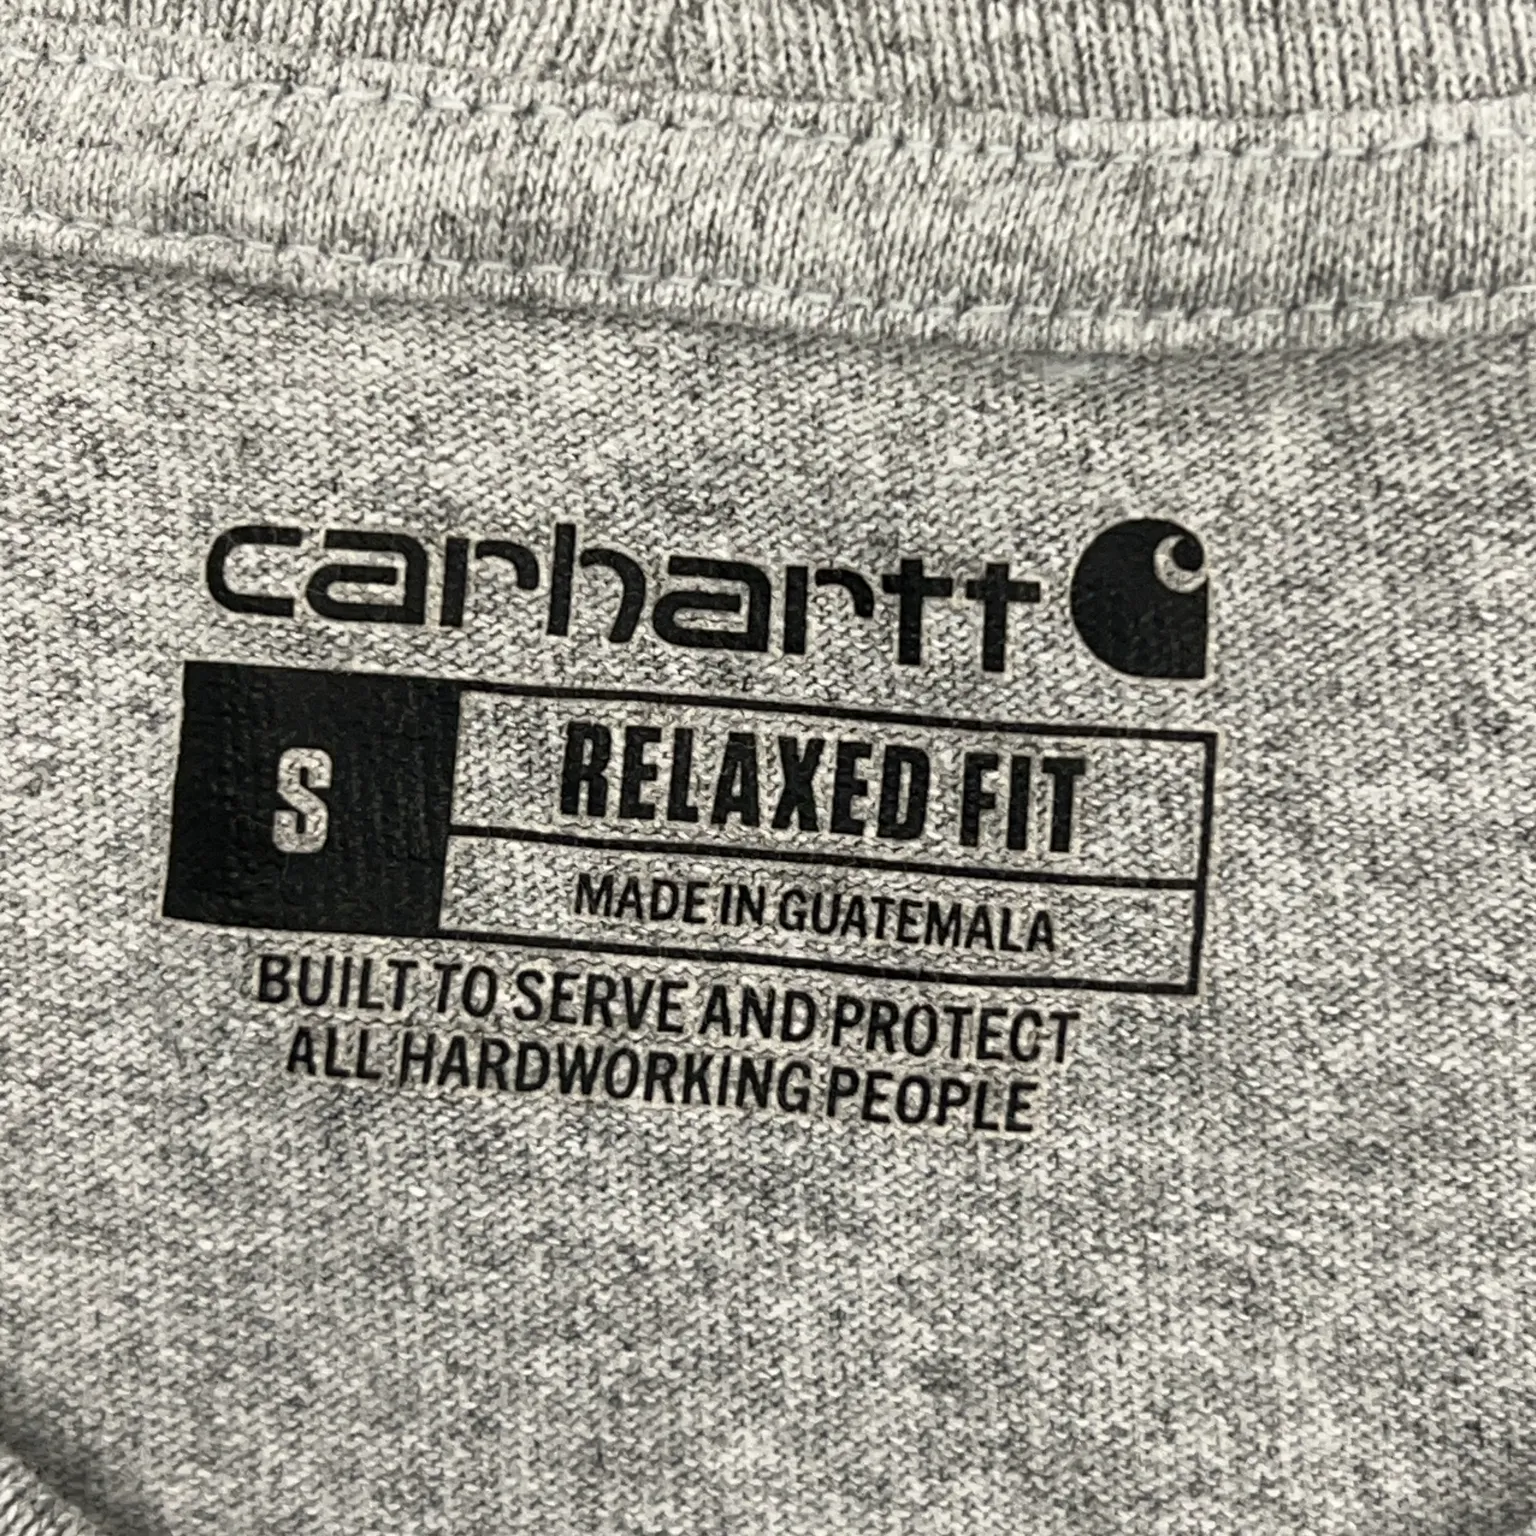 carhartt
S
RELAXED FIT
MADE IN GUATEMALA
BUILT TO SERVE AND PROTECT
ALL HARDWORKING PEOPLE